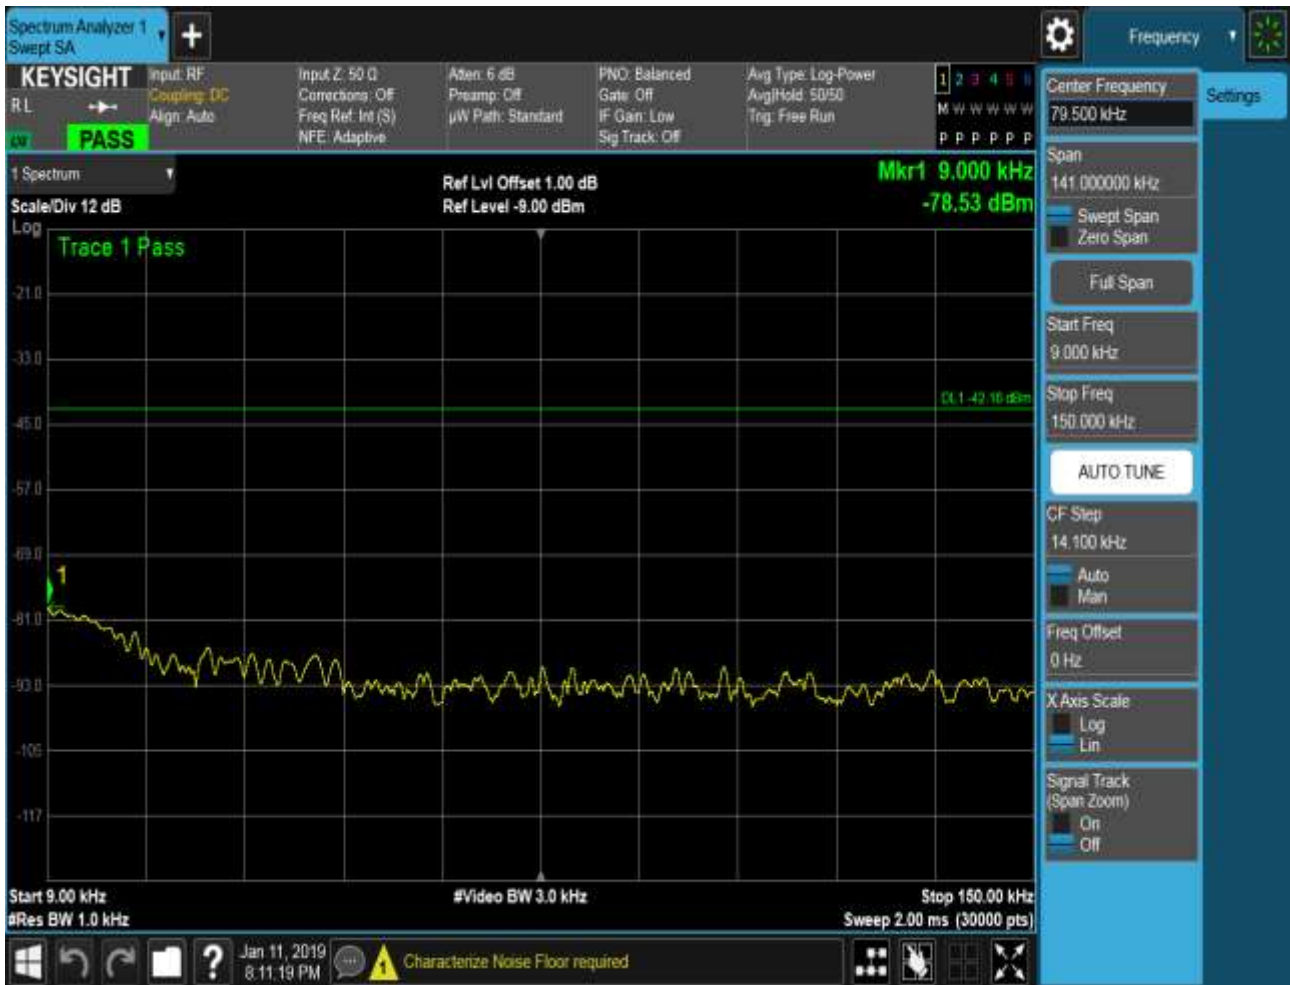 Spectrum Analyzer 1
Swept SA
Frequency
KEYSIGHT
R L
PASS
Input: RF
Coupling: DC
Align: Auto
Input Z: 50 Ω
Corrections: Off
Freq Ref: Int (S)
NFE: Adaptive
Atten: 6 dB
Preamp: Off
µW Path: Standard
PNO: Balanced
Gate: Off
IF Gain: Low
Sig Track: Off
Avg Type: Log-Power
Avg|Hold: 50/50
Trig: Free Run
1 2 3 4 5 6
M W W W W W
P P P P P P
1 Spectrum
Scale/Div 12 dB
Ref Lvl Offset 1.00 dB
Ref Level -9.00 dBm
Mkr1 9.000 kHz
-78.53 dBm
Log
Trace 1 Pass
-21.0
-33.0
DL1 -42.16 dBm
-45.0
-57.0
-69.0
1
-81.0
-93.0
-105
-117
Start 9.00 kHz
#Video BW 3.0 kHz
Stop 150.00 kHz
#Res BW 1.0 kHz
Sweep 2.00 ms (30000 pts)
Jan 11, 2019
8:11:19 PM
Characterize Noise Floor required
Center Frequency
79.500 kHz
Settings
Span
141.000000 kHz
Swept Span
Zero Span
Full Span
Start Freq
9.000 kHz
Stop Freq
150.000 kHz
AUTO TUNE
CF Step
14.100 kHz
Auto
Man
Freq Offset
0 Hz
X Axis Scale
Log
Lin
Signal Track
(Span Zoom)
On
Off